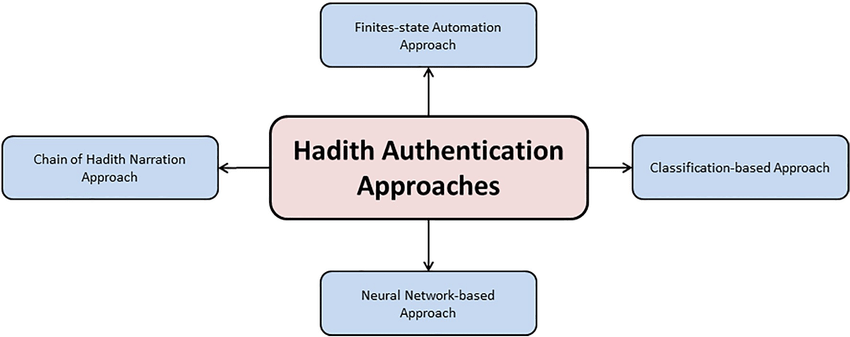 Finites-state Automation
Approach
Chain of Hadith Narration
Approach
Hadith Authentication
Approaches
Classification-based Approach
Neural Network-based
Approach